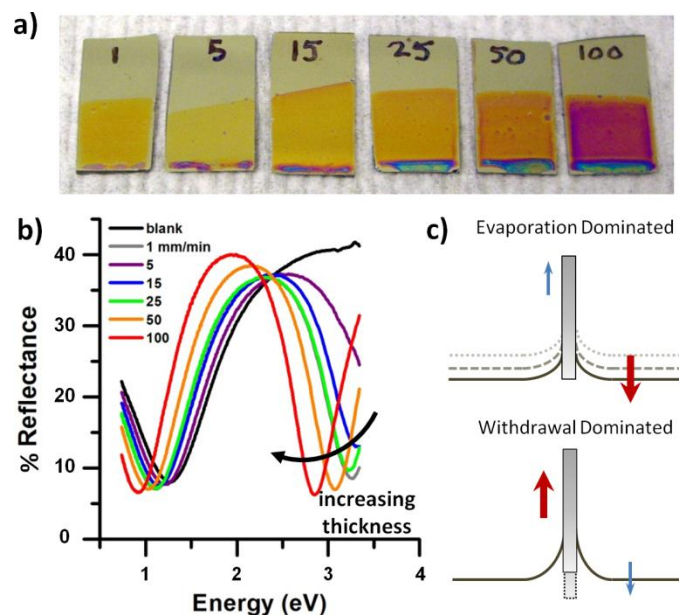 a)
1
5
15
25
50
100
b)
% Reflectance
40
30
20
10
0
blank
1 mm/min
5
15
25
50
100
increasing
thickness
1
2
3
4
Energy (eV)
c)
Evaporation Dominated
Withdrawal Dominated